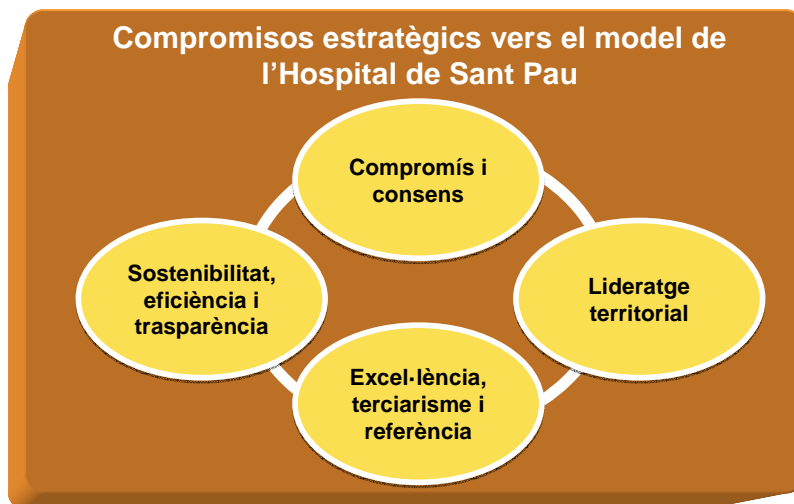 Compromisos estratègics vers el model de
l’Hospital de Sant Pau
Compromís i
consens
Sostenibilitat,
eficiència i
trasparència
Lideratge
territorial
Excel·lència,
terciarisme i
referència